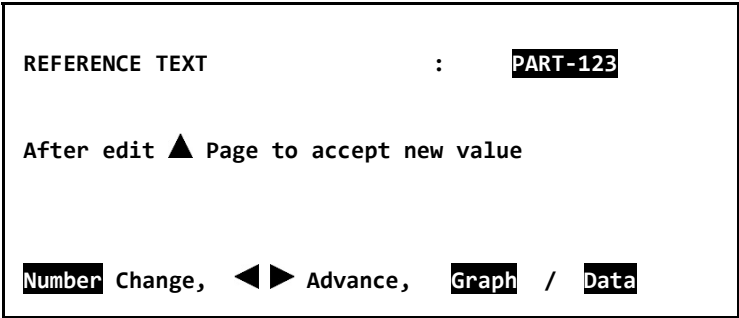 REFERENCE TEXT : PART-123
After edit ▲ Page to accept new value
Number Change, ◀ ▶ Advance, Graph / Data